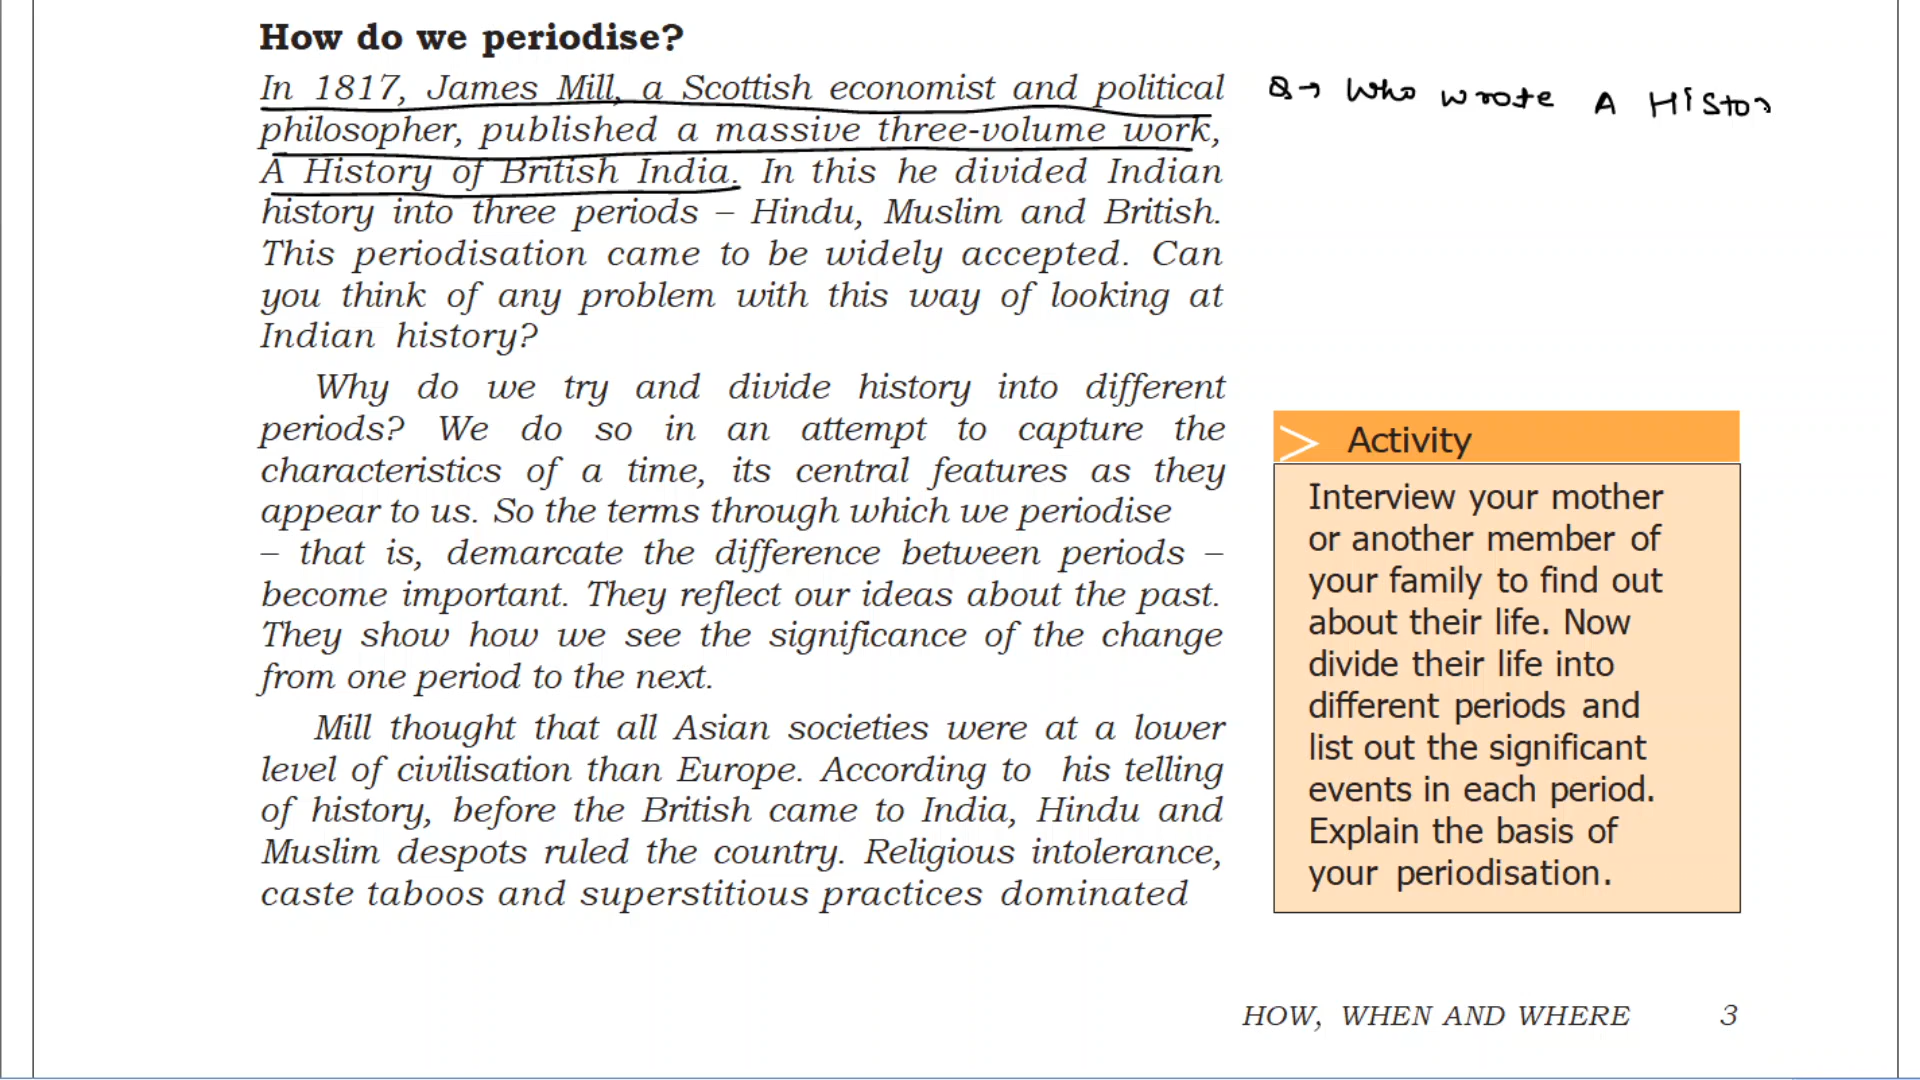 How do we periodise?
In 1817, James Mill, a Scottish economist and political
philosopher, published a massive three-volume work,
A History of British India. In this he divided Indian
history into three periods – Hindu, Muslim and British.
This periodisation came to be widely accepted. Can
you think of any problem with this way of looking at
Indian history?
Why do we try and divide history into different
periods? We do so in an attempt to capture the
characteristics of a time, its central features as they
appear to us. So the terms through which we periodise
– that is, demarcate the difference between periods –
become important. They reflect our ideas about the past.
They show how we see the significance of the change
from one period to the next.
Mill thought that all Asian societies were at a lower
level of civilisation than Europe. According to his telling
of history, before the British came to India, Hindu and
Muslim despots ruled the country. Religious intolerance,
caste taboos and superstitious practices dominated
Q→ Who wrote A Histor
> Activity
Interview your mother
or another member of
your family to find out
about their life. Now
divide their life into
different periods and
list out the significant
events in each period.
Explain the basis of
your periodisation.
HOW, WHEN AND WHERE 3